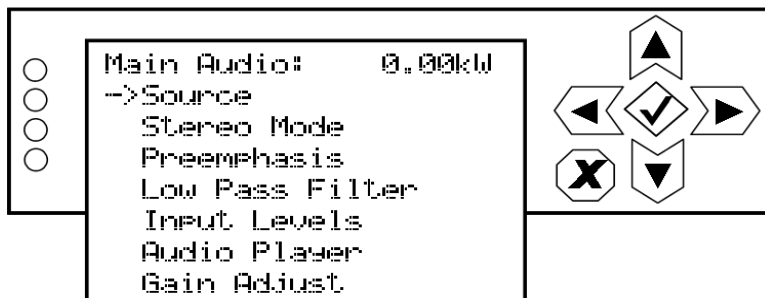 Main Audio: 0.00kW
->Source
Stereo Mode
Preemphasis
Low Pass Filter
Input Levels
Audio Player
Gain Adjust
X